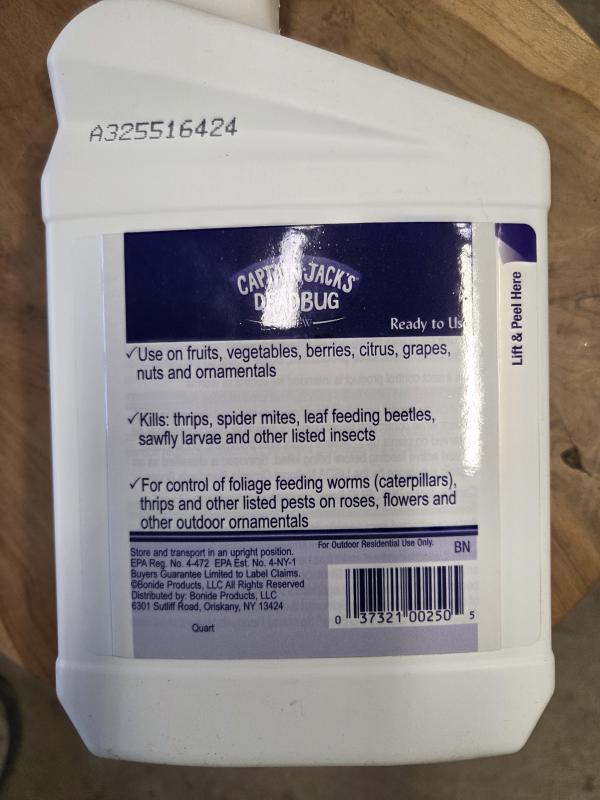 A325516424
CAPTAIN JACK'S
DEADBUG
BREW
Ready to Us
Lift & Peel Here
✓Use on fruits, vegetables, berries, citrus, grapes,
nuts and ornamentals
✓Kills: thrips, spider mites, leaf feeding beetles,
sawfly larvae and other listed insects
✓For control of foliage feeding worms (caterpillars),
thrips and other listed pests on roses, flowers and
other outdoor ornamentals
For Outdoor Residential Use Only.
BN
Store and transport in an upright position.
EPA Reg. No. 4-472 EPA Est. No. 4-NY-1
Buyers Guarantee Limited to Label Claims.
©Bonide Products, LLC All Rights Reserved
Distributed by: Bonide Products, LLC
6301 Sutliff Road, Oriskany, NY 13424
Quart
0 37321 00250 5